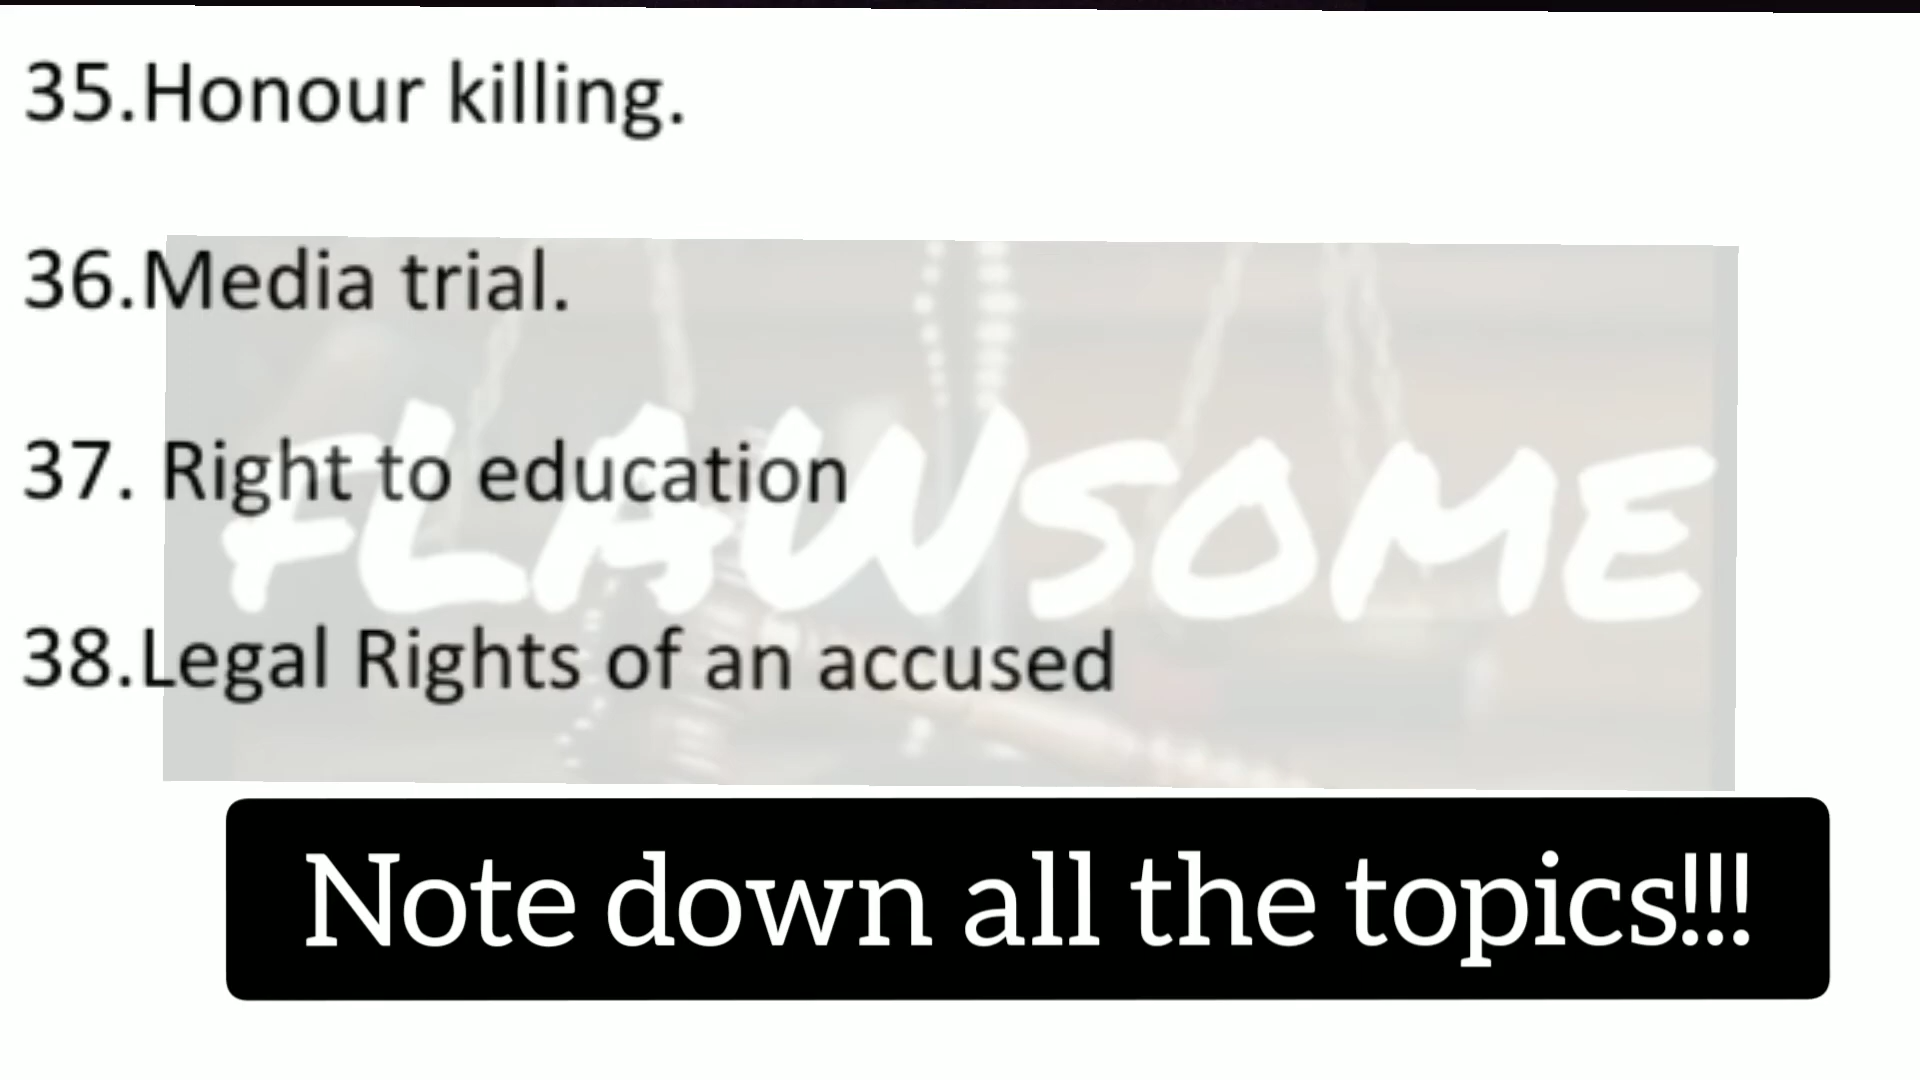 35.Honour killing.
36.Media trial.
37. Right to education
FLAWSOME
38.Legal Rights of an accused
Note down all the topics!!!